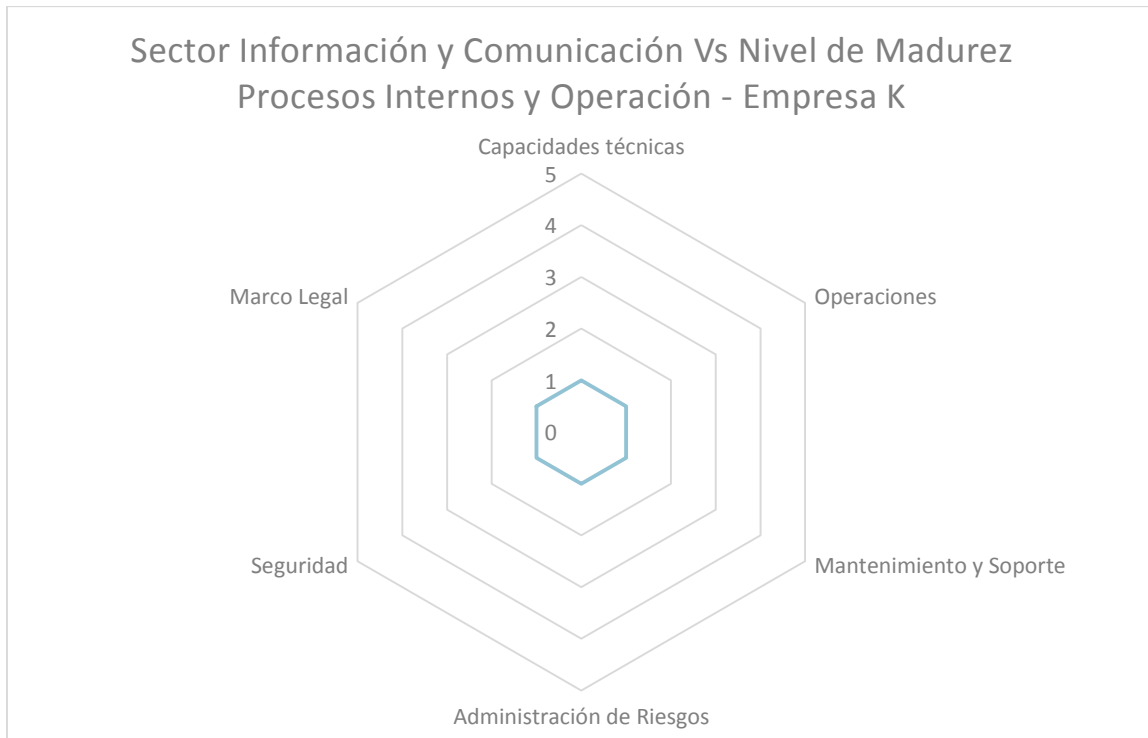 Sector Información y Comunicación Vs Nivel de Madurez
Procesos Internos y Operación - Empresa K
Capacidades técnicas
5
4
3
2
1
0
Marco Legal
Operaciones
Seguridad
Mantenimiento y Soporte
Administración de Riesgos